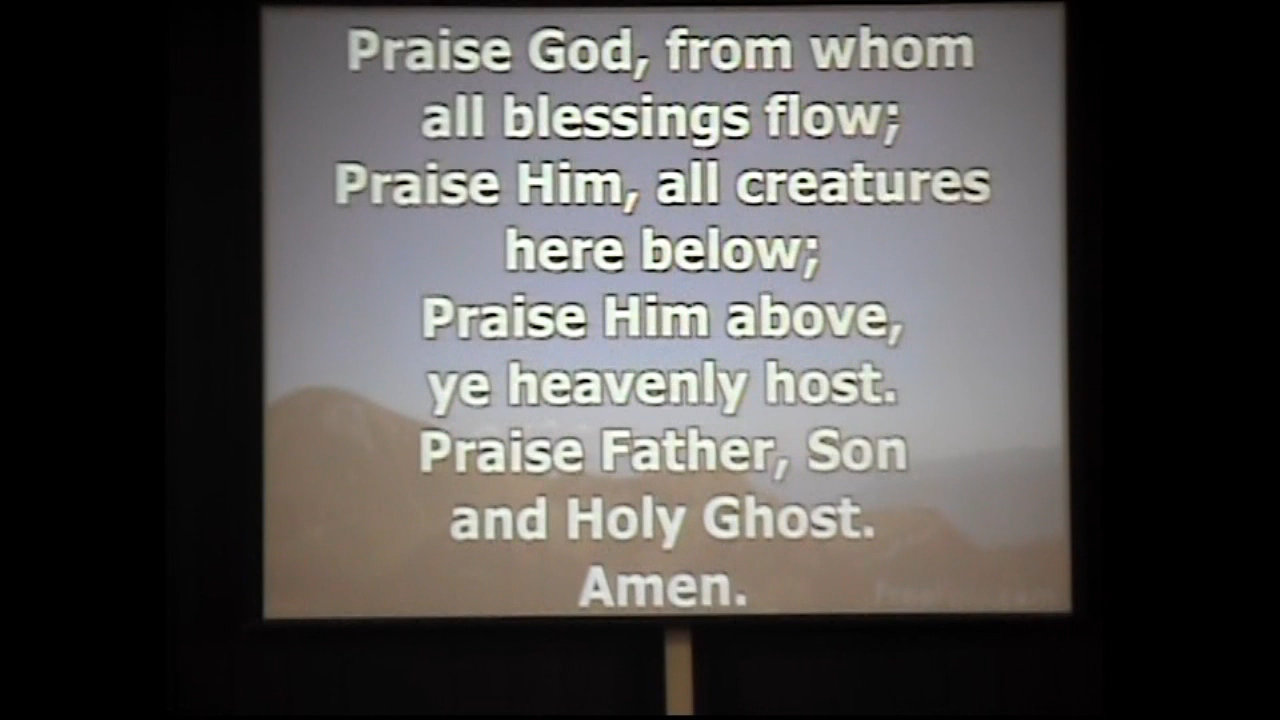 Praise God, from whom
all blessings flow;
Praise Him, all creatures
here below;
Praise Him above,
ye heavenly host.
Praise Father, Son
and Holy Ghost.
Amen.